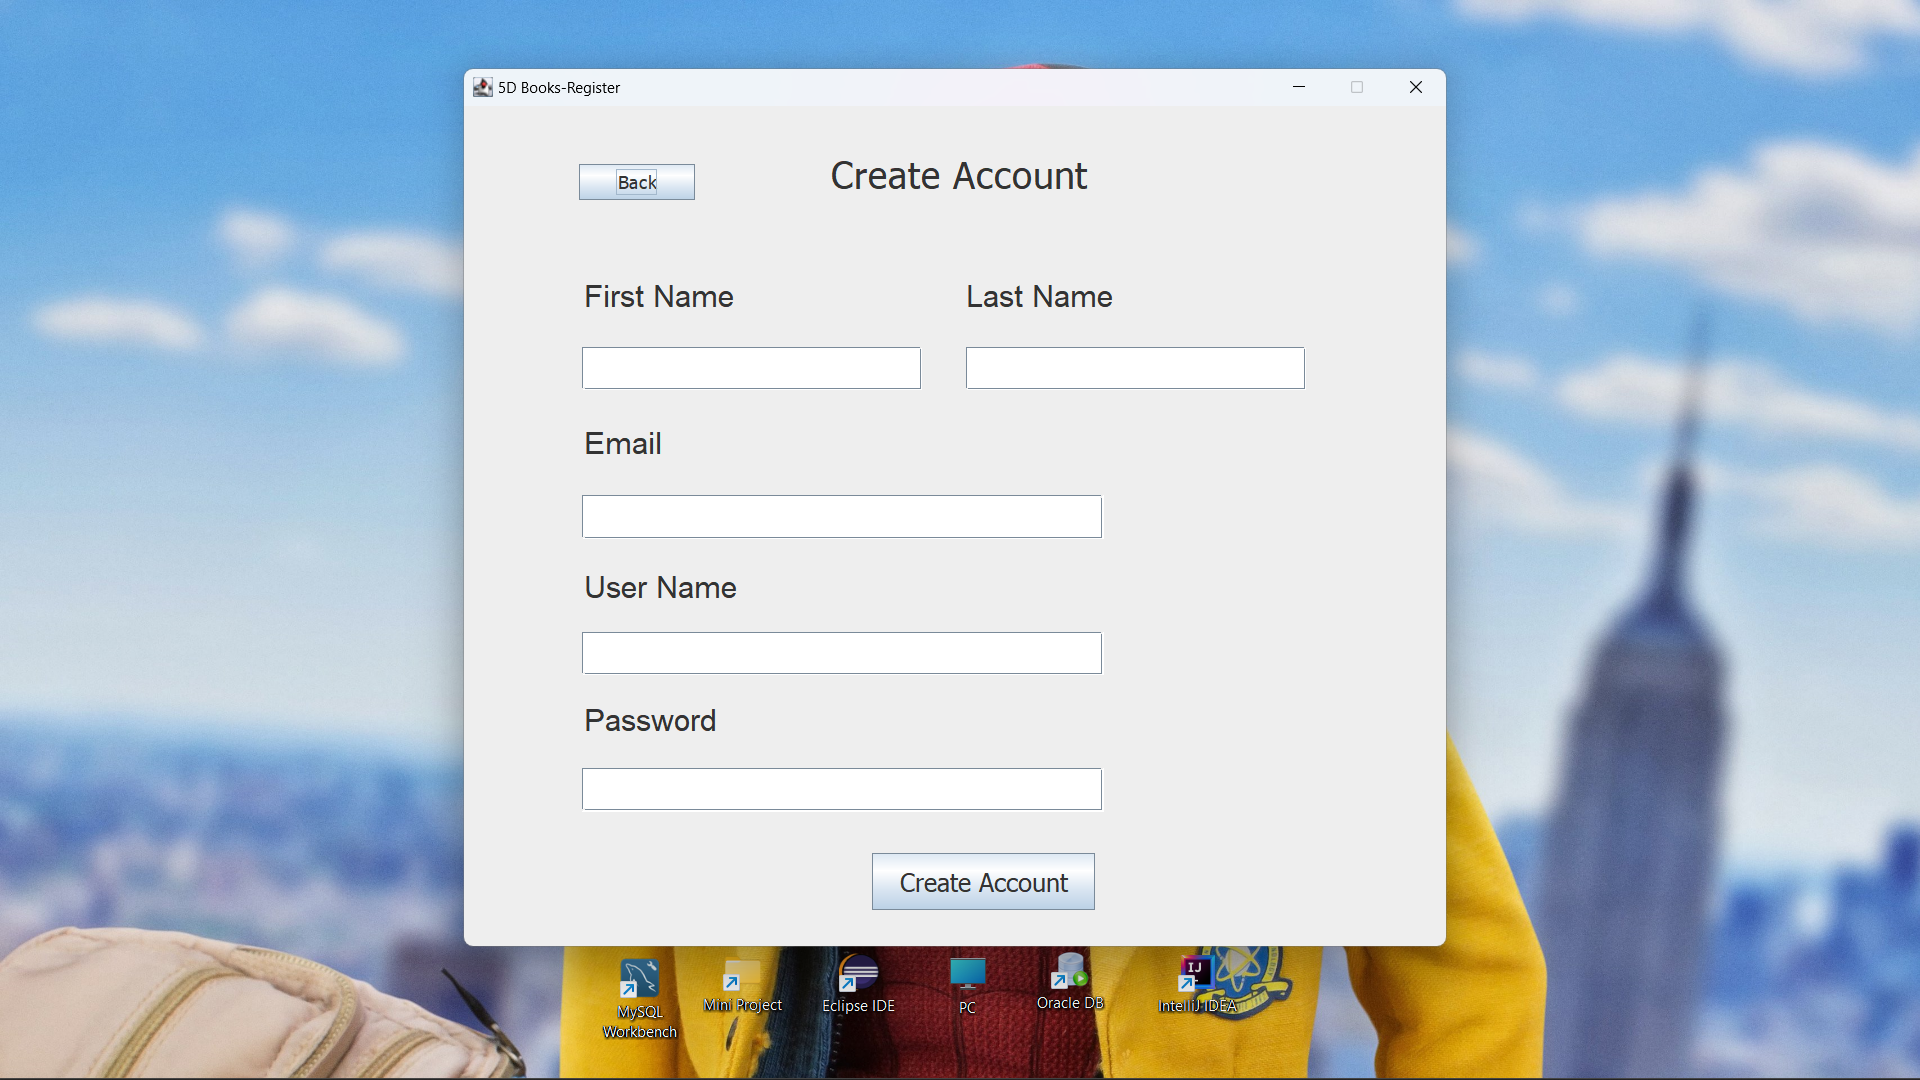 5D Books-Register
Back
Create Account
First Name
Last Name
Email
User Name
Password
Create Account
MySQL
Workbench
Mini Project
Eclipse IDE
PC
Oracle DB
IJ
IntelliJ IDEA